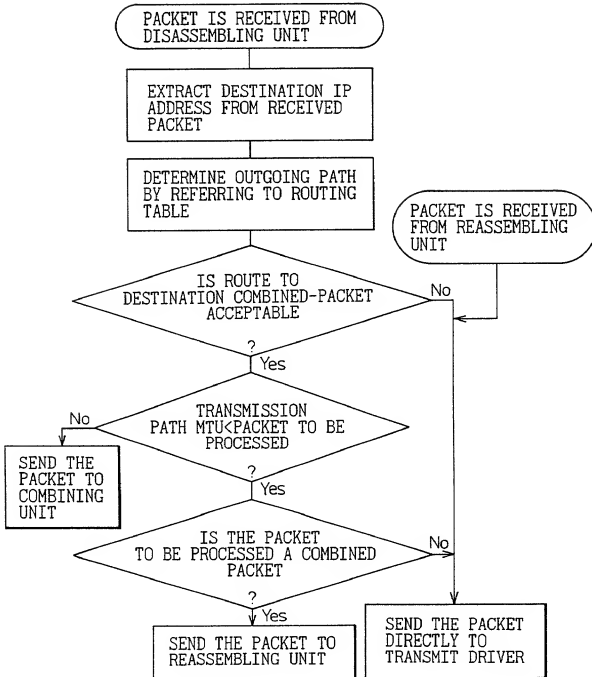 PACKET IS RECEIVED FROM
DISASSEMBLING UNIT
EXTRACT DESTINATION IP
ADDRESS FROM RECEIVED
PACKET
DETERMINE OUTGOING PATH
BY REFERRING TO ROUTING
TABLE
PACKET IS RECEIVED
FROM REASSEMBLING
UNIT
IS ROUTE TO
DESTINATION COMBINED-PACKET
ACCEPTABLE
?
No
Yes
TRANSMISSION
PATH MTU<PACKET TO BE
PROCESSED
?
No
Yes
SEND THE
PACKET TO
COMBINING
UNIT
IS THE PACKET
TO BE PROCESSED A COMBINED
PACKET
?
No
Yes
SEND THE PACKET TO
REASSEMBLING UNIT
SEND THE PACKET
DIRECTLY TO
TRANSMIT DRIVER